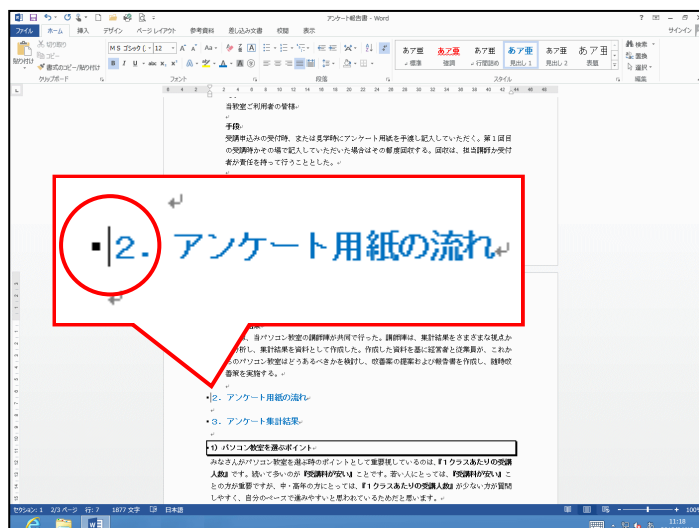 アンケート報告書 - Word
サインイン
ファイル ホーム 挿入 デザイン ページ レイアウト 参考資料 差し込み文書 校閲 表示
切り取り
コピー
書式のコピー/貼り付け
貼り付け
MS ゴシック (
12
あア亜 あア亜 あア亜 あア亜 あア亜 あア亜
標準 強調 行間詰め 見出し 1 見出し 2 表題
検索
置換
選択
クリップボード フォント 段落 スタイル 編集
当教室ご利用者の皆様
手段
受講申込みの受付時、または見学時にアンケート用紙を手渡し記入していただく。第1回目
の受講時かその場で記入していただいた場合はその都度回収する。回収は、担当講師か受付
者が責任を持って行うこととした。
2. アンケート用紙の流れ
、当パソコン教室の講師陣が共同で行った。講師陣は、集計結果をさまざまな視点か
析し、集計結果を資料として作成した。作成した資料を基に経営者と従業員が、これか
のパソコン教室はどうあるべきかを検討し、改善案の提案および報告書を作成し、随時改
善策を実施する。
2. アンケート用紙の流れ
3. アンケート集計結果
1) パソコン教室を選ぶポイント
みなさんがパソコン教室を選ぶ時のポイントとして重要視しているのは、『1クラスあたりの受講
人数』です。続いて多いのが『受講料が安い』ことです。若い人にとっては、『受講料が安い』こ
との方が重要ですが、中・高年の方にとっては、『1クラスあたりの受講人数』が少ない方が質問
しやすく、自分のペースで進みやすいと思われているためだと思います。
セクション: 1 2/3 ページ 行: 7 1877 文字 日本語
100%
11:18